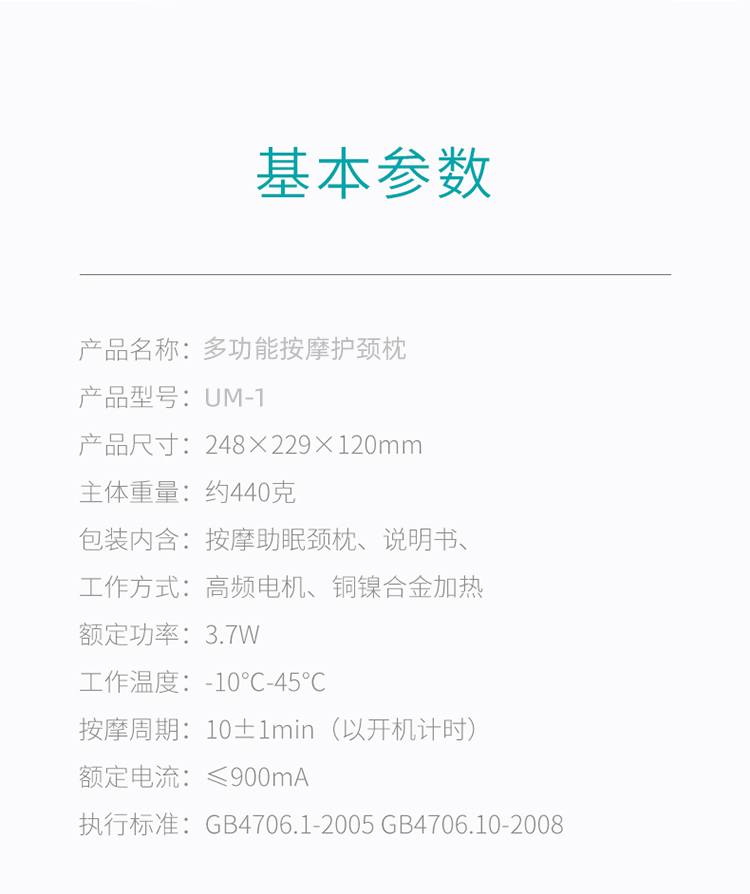 基本参数
产品名称：多功能按摩护颈枕
产品型号：UM-1
产品尺寸：248×229×120mm
主体重量：约440克
包装内含：按摩助眠颈枕、说明书、
工作方式：高频电机、铜镍合金加热
额定功率：3.7W
工作温度：-10℃-45℃
按摩周期：10±1min（以开机计时）
额定电流：≤900mA
执行标准：GB4706.1-2005 GB4706.10-2008